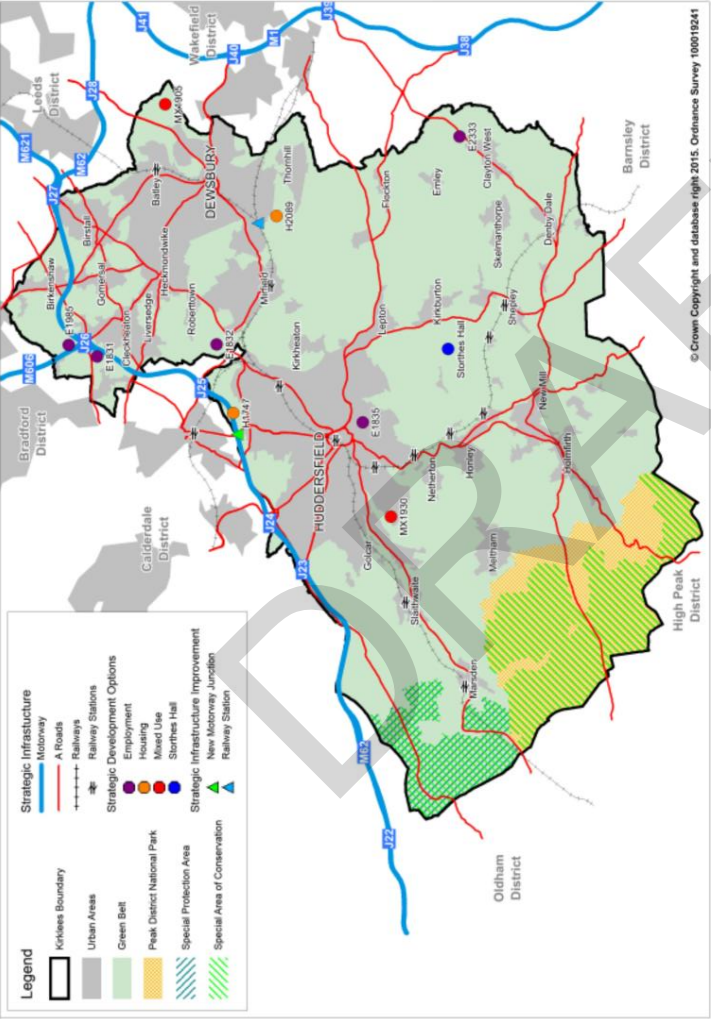 Legend
Kirklees Boundary
Urban Areas
Green Belt
Peak District National Park
Special Protection Area
Special Area of Conservation
Strategic Infrastucture
Motorway
A Roads
Railways
Railway Stations
Strategic Development Options
Employment
Housing
Mixed Use
Storthes Hall
Strategic Infrastructure Improvement
New Motorway Junction
Railway Station
Bradford
District
Leeds
District
Wakefield
District
Calderdale
District
Barnsley
District
High Peak
District
Oldham
District
M606
M621
M62
J27
J28
J41
J40
M1
J39
J38
J26
J25
J24
J23
M62
J22
Birkenshaw
E1985
E1831
Birstall
Gomersal
Cleckheaton
Liversedge
Heckmondwike
Batley
MX1905
DEWSBURY
Roberttown
E1832
Mirfield
H2089
Thornhill
H1747
Kirkheaton
HUDDERSFIELD
E1835
Lepton
Flockton
Emley
E2333
Clayton West
Kirkburton
Storthes Hall
Skelmanthorpe
Shepley
Denby Dale
MX1930
Golcar
Netherton
Honley
New Mill
Holmfirth
Meltham
Slaithwaite
Marsden
© Crown Copyright and database right 2015. Ordnance Survey 100019241
DRAF